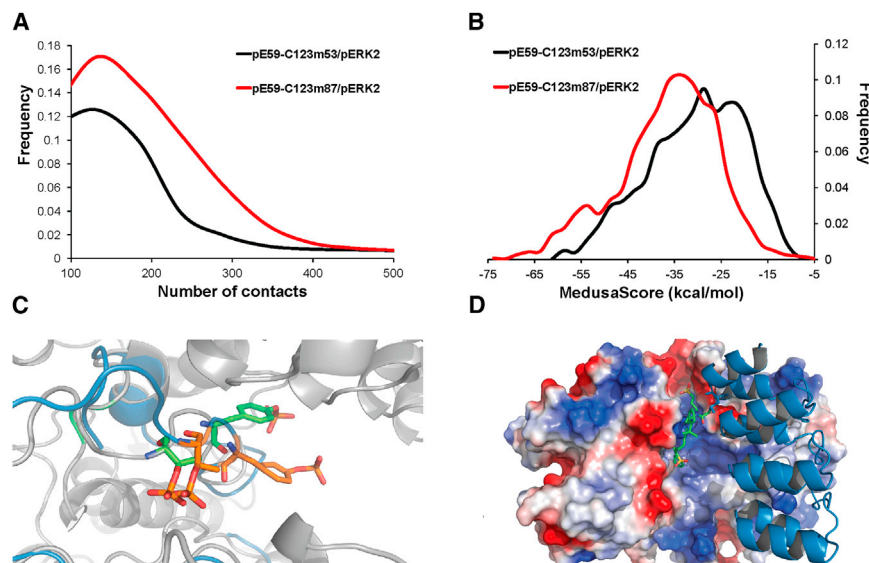 A
pE59-C123m53/pERK2
pE59-C123m87/pERK2
Frequency
0.18
0.16
0.14
0.12
0.1
0.08
0.06
0.04
0.02
0
100
200
300
400
500
Number of contacts
B
pE59-C123m53/pERK2
pE59-C123m87/pERK2
0.12
0.1
0.08
0.06
0.04
0.02
0
Frequency
-75
-65
-55
-45
-35
-25
-15
-5
MedusaScore (kcal/mol)
C
D